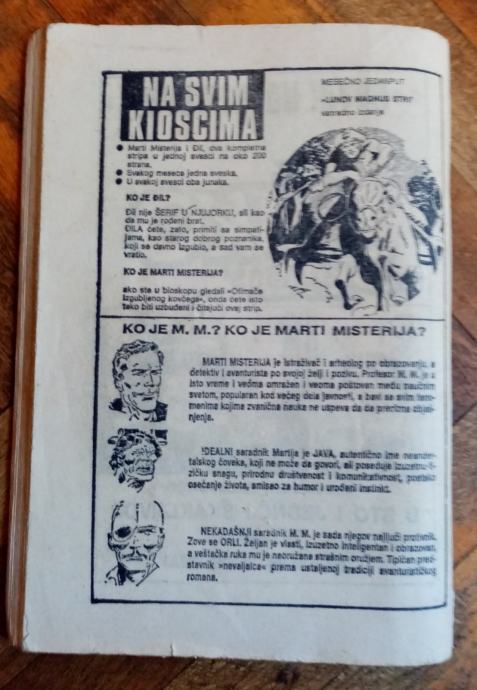 NA SVIM
KIOSCIMA
MESEČNO JEDANPUT
»LUNOV MAGNUS STRIP
vanredno izdanje
● Marti Misterija i Đil, dva kompletna
stripa u jednoj svesci na oko 200
strana.
● Svakog meseca jedna sveska.
● U svakoj svesci oba junaka.
KO JE ĐIL?
Đil nije ŠERIF U NJUJORKU, ali kao
da mu je rođeni brat.
ĐILA ćete, zato, primiti sa simpati-
jama, kao starog dobrog poznanika,
koji se davno izgubio, a sad vam se
vratio.
KO JE MARTI MISTERIJA?
ako ste u bioskopu gledali »Otimače
izgubljenog kovčega«, onda ćete isto
tako biti uzbuđeni i čitajući ovaj strip.
KO JE M. M.? KO JE MARTI MISTERIJA?
MARTI MISTERIJA je istraživač i arheolog po obrazovanju, a
detektiv i avanturista po svojoj želji i pozivu. Profesor M. M. je u
isto vreme i veoma omražen i veoma poštovan među naučnim
svetom, popularan kod većeg dela javnosti, a bavi se svim feno-
menima kojima zvanična nauka ne uspeva da da precizna objaš-
njenja.
IDEALNI saradnik Martija je JAVA, autentično ime neander-
talskog čoveka, koji ne može da govori, ali poseduje izuzetnu fi-
zičku snagu, prirodnu društvenost i komunikativnost, posebno
osećanje života, smisao za humor i urođeni instinkt.
NEKADAŠNJI saradnik M. M. je sada njegov najljući protivnik.
Zove se ORLI. Željan je vlasti, izuzetno inteligentan i obrazovan,
a veštačka ruka mu je naoružana strašnim oružjem. Tipičan pred-
stavnik »nevaljalca« prema ustaljenoj tradiciji avanturističkog
romana.